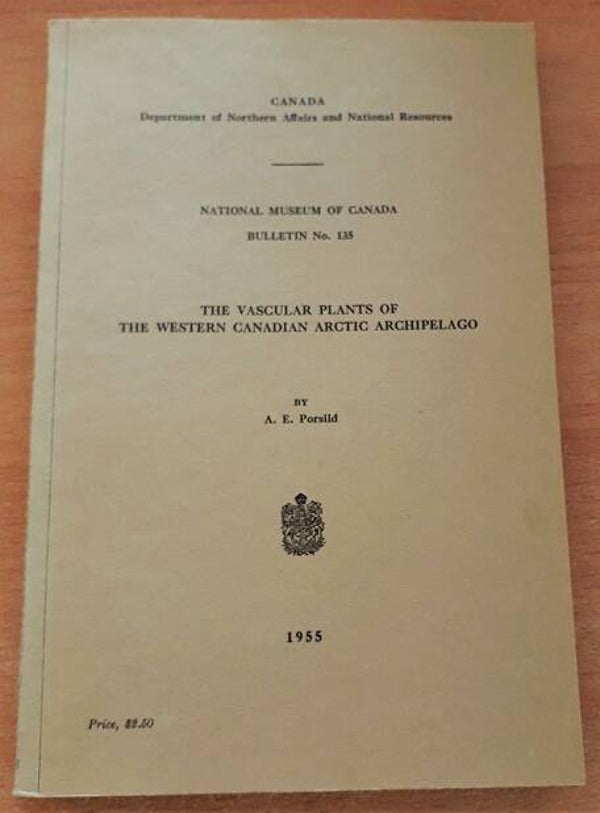 CANADA
Department of Northern Affairs and National Resources
NATIONAL MUSEUM OF CANADA
BULLETIN No. 135
THE VASCULAR PLANTS OF
THE WESTERN CANADIAN ARCTIC ARCHIPELAGO
BY
A. E. Porsild
1955
Price, $2.50